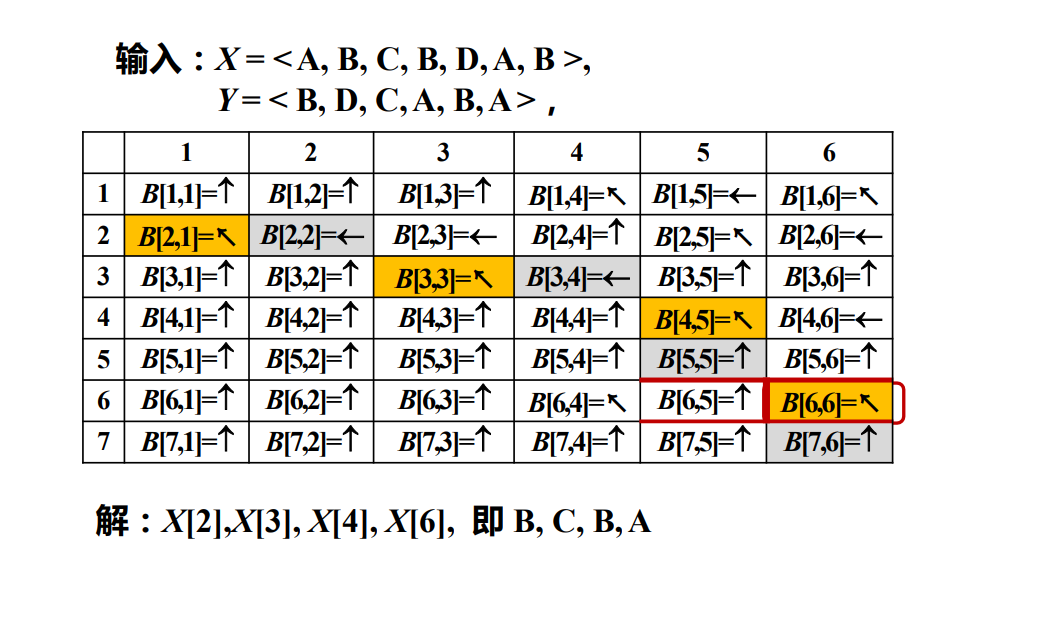 输入：X = < A, B, C, B, D, A, B >,
Y = < B, D, C, A, B, A > ，
1 2 3 4 5 6
1 B[1,1]=↑ B[1,2]=↑ B[1,3]=↑ B[1,4]=↖ B[1,5]=← B[1,6]=↖
2 B[2,1]=↖ B[2,2]=← B[2,3]=← B[2,4]=↑ B[2,5]=↖ B[2,6]=←
3 B[3,1]=↑ B[3,2]=↑ B[3,3]=↖ B[3,4]=← B[3,5]=↑ B[3,6]=↑
4 B[4,1]=↑ B[4,2]=↑ B[4,3]=↑ B[4,4]=↑ B[4,5]=↖ B[4,6]=←
5 B[5,1]=↑ B[5,2]=↑ B[5,3]=↑ B[5,4]=↑ B[5,5]=↑ B[5,6]=↑
6 B[6,1]=↑ B[6,2]=↑ B[6,3]=↑ B[6,4]=↖ B[6,5]=↑ B[6,6]=↖
7 B[7,1]=↑ B[7,2]=↑ B[7,3]=↑ B[7,4]=↑ B[7,5]=↑ B[7,6]=↑
解：X[2],X[3], X[4], X[6], 即 B, C, B, A